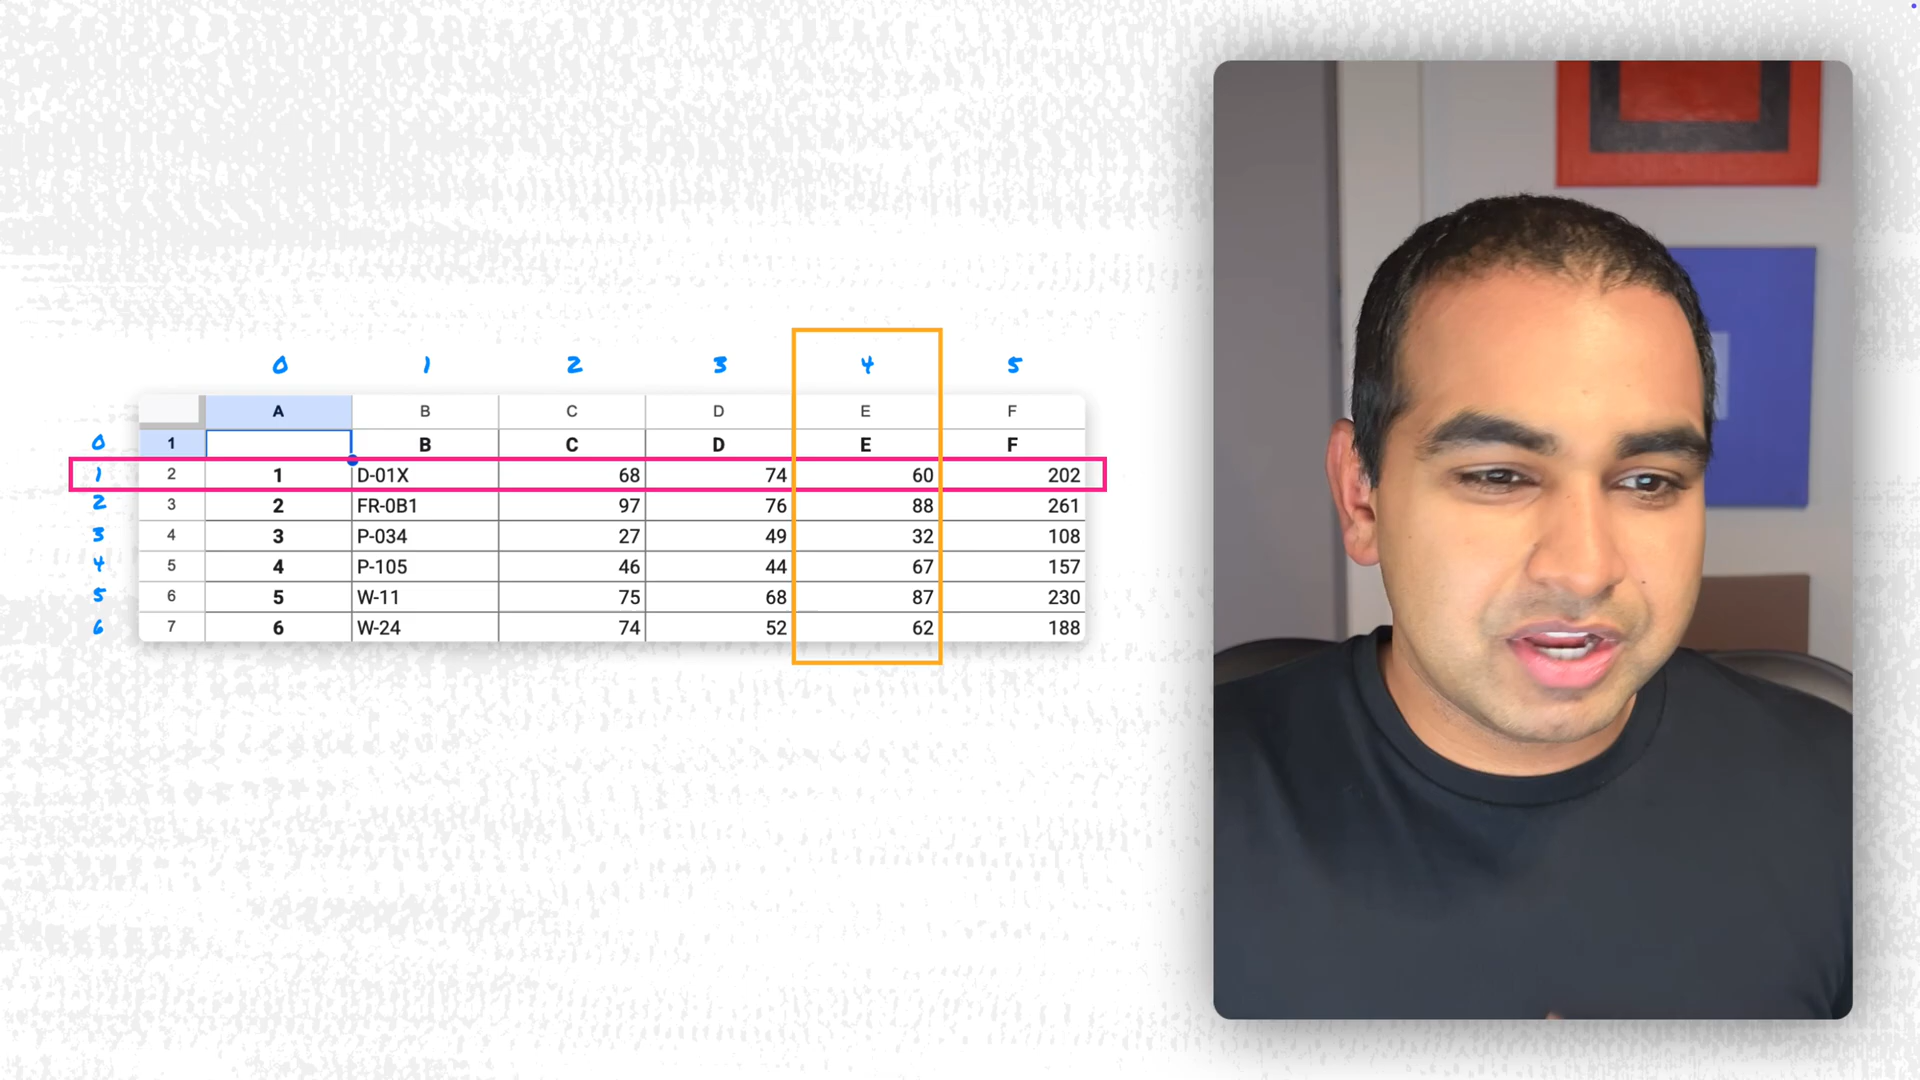 0 1 2 3 4 5
A B C D E F
0 1 B C D E F
1 2 1 D-01X 68 74 60 202
2 3 2 FR-0B1 97 76 88 261
3 4 3 P-034 27 49 32 108
4 5 4 P-105 46 44 67 157
5 6 5 W-11 75 68 87 230
6 7 6 W-24 74 52 62 188